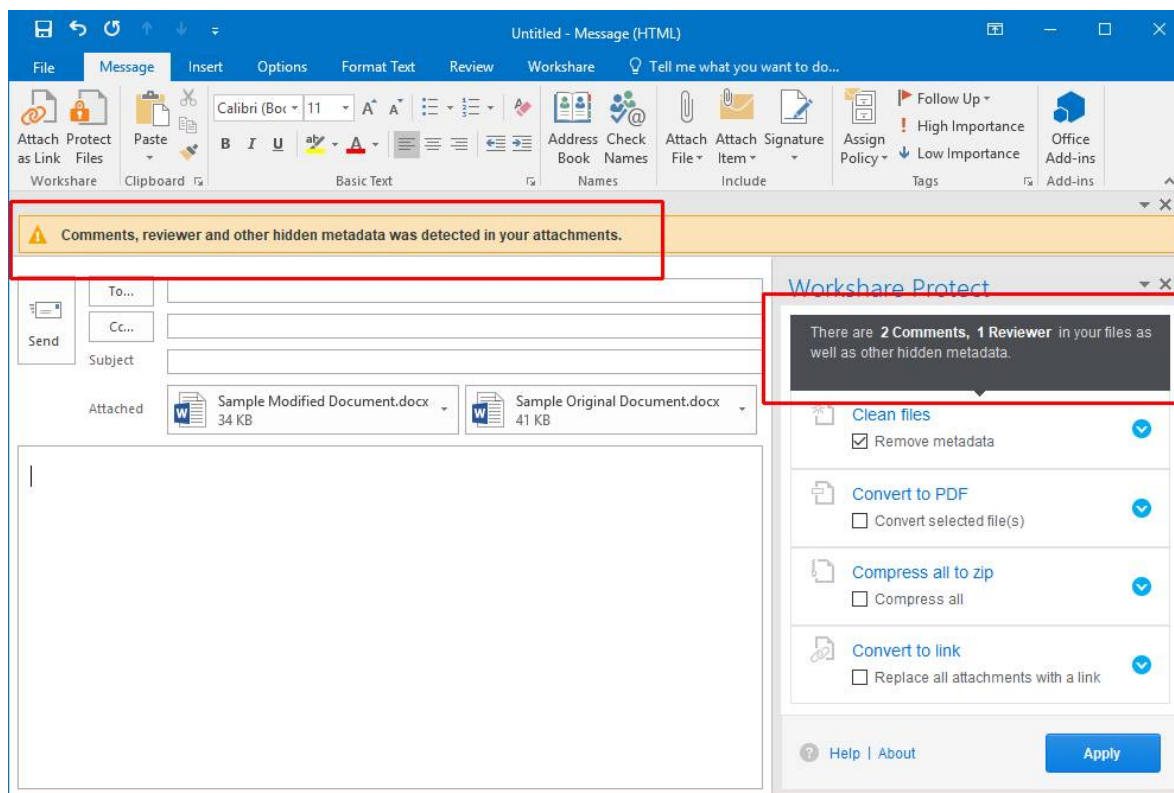 Untitled - Message (HTML)
File Message Insert Options Format Text Review Workshare Tell me what you want to do...
Attach as Link
Protect Files
Workshare
Paste
Clipboard
Calibri (Boc 11
A A
B I U aby A
Basic Text
Address Book
Check Names
Names
Attach File
Attach Item
Signature
Include
Assign Policy
Follow Up
High Importance
Low Importance
Tags
Office Add-ins
Add-ins
Comments, reviewer and other hidden metadata was detected in your attachments.
Send
To...
Cc...
Subject
Attached
Sample Modified Document.docx
34 KB
Sample Original Document.docx
41 KB
Workshare Protect
There are 2 Comments, 1 Reviewer in your files as
well as other hidden metadata.
Clean files
Remove metadata
Convert to PDF
Convert selected file(s)
Compress all to zip
Compress all
Convert to link
Replace all attachments with a link
? Help | About
Apply